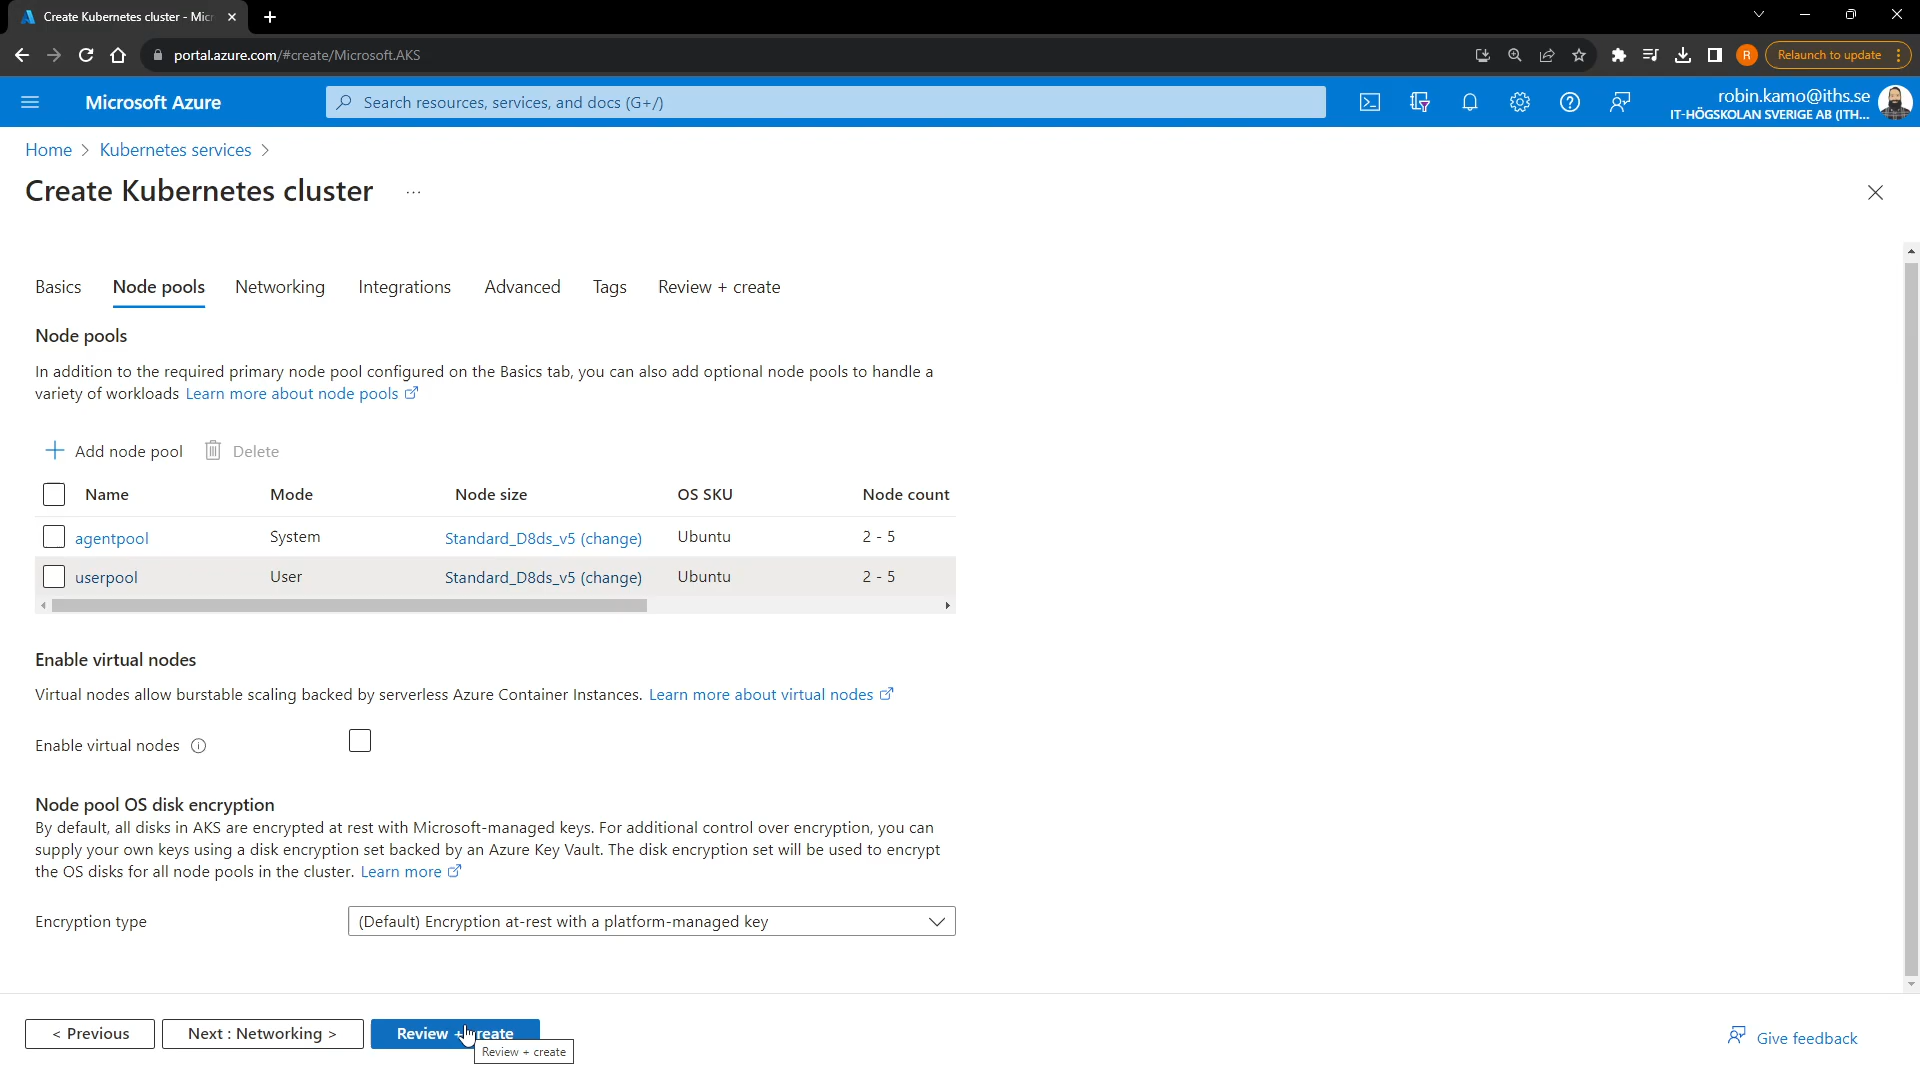 Create Kubernetes cluster - Micr
portal.azure.com/#create/Microsoft.AKS
R
Relaunch to update
Microsoft Azure
Search resources, services, and docs (G+/)
robin.kamo@iths.se
IT-HÖGSKOLAN SVERIGE AB (ITH...
Home > Kubernetes services >
Create Kubernetes cluster ...
Basics Node pools Networking Integrations Advanced Tags Review + create
Node pools
In addition to the required primary node pool configured on the Basics tab, you can also add optional node pools to handle a
variety of workloads Learn more about node pools
Add node pool Delete
Name Mode Node size OS SKU Node count
agentpool System Standard_D8ds_v5 (change) Ubuntu 2 - 5
userpool User Standard_D8ds_v5 (change) Ubuntu 2 - 5
Enable virtual nodes
Virtual nodes allow burstable scaling backed by serverless Azure Container Instances. Learn more about virtual nodes
Enable virtual nodes
Node pool OS disk encryption
By default, all disks in AKS are encrypted at rest with Microsoft-managed keys. For additional control over encryption, you can
supply your own keys using a disk encryption set backed by an Azure Key Vault. The disk encryption set will be used to encrypt
the OS disks for all node pools in the cluster. Learn more
Encryption type (Default) Encryption at-rest with a platform-managed key
< Previous Next : Networking > Review + create
Review + create
Give feedback